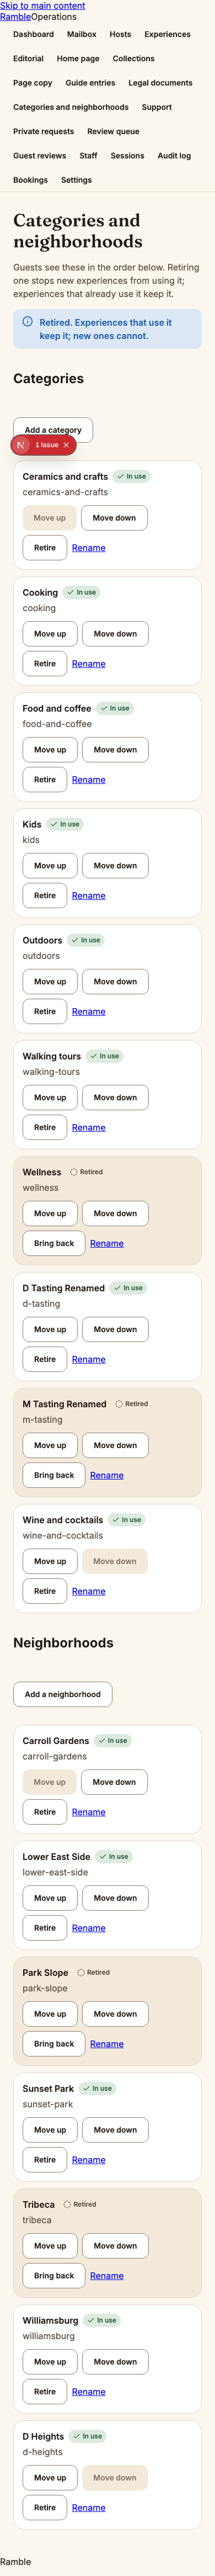 Skip to main content
RambleOperations
Dashboard Mailbox Hosts Experiences
Editorial Home page Collections
Page copy Guide entries Legal documents
Categories and neighborhoods Support
Private requests Review queue
Guest reviews Staff Sessions Audit log
Bookings Settings
Categories and
neighborhoods
Guests see these in the order below. Retiring
one stops new experiences from using it;
experiences that already use it keep it.
Retired. Experiences that use it
keep it; new ones cannot.
Categories
Add a category
1 Issue
Ceramics and crafts In use
ceramics-and-crafts
Move up Move down
Retire Rename
Cooking In use
cooking
Move up Move down
Retire Rename
Food and coffee In use
food-and-coffee
Move up Move down
Retire Rename
Kids In use
kids
Move up Move down
Retire Rename
Outdoors In use
outdoors
Move up Move down
Retire Rename
Walking tours In use
walking-tours
Move up Move down
Retire Rename
Wellness Retired
wellness
Move up Move down
Bring back Rename
D Tasting Renamed In use
d-tasting
Move up Move down
Retire Rename
M Tasting Renamed Retired
m-tasting
Move up Move down
Bring back Rename
Wine and cocktails In use
wine-and-cocktails
Move up Move down
Retire Rename
Neighborhoods
Add a neighborhood
Carroll Gardens In use
carroll-gardens
Move up Move down
Retire Rename
Lower East Side In use
lower-east-side
Move up Move down
Retire Rename
Park Slope Retired
park-slope
Move up Move down
Bring back Rename
Sunset Park In use
sunset-park
Move up Move down
Retire Rename
Tribeca Retired
tribeca
Move up Move down
Bring back Rename
Williamsburg In use
williamsburg
Move up Move down
Retire Rename
D Heights In use
d-heights
Move up Move down
Retire Rename
Ramble